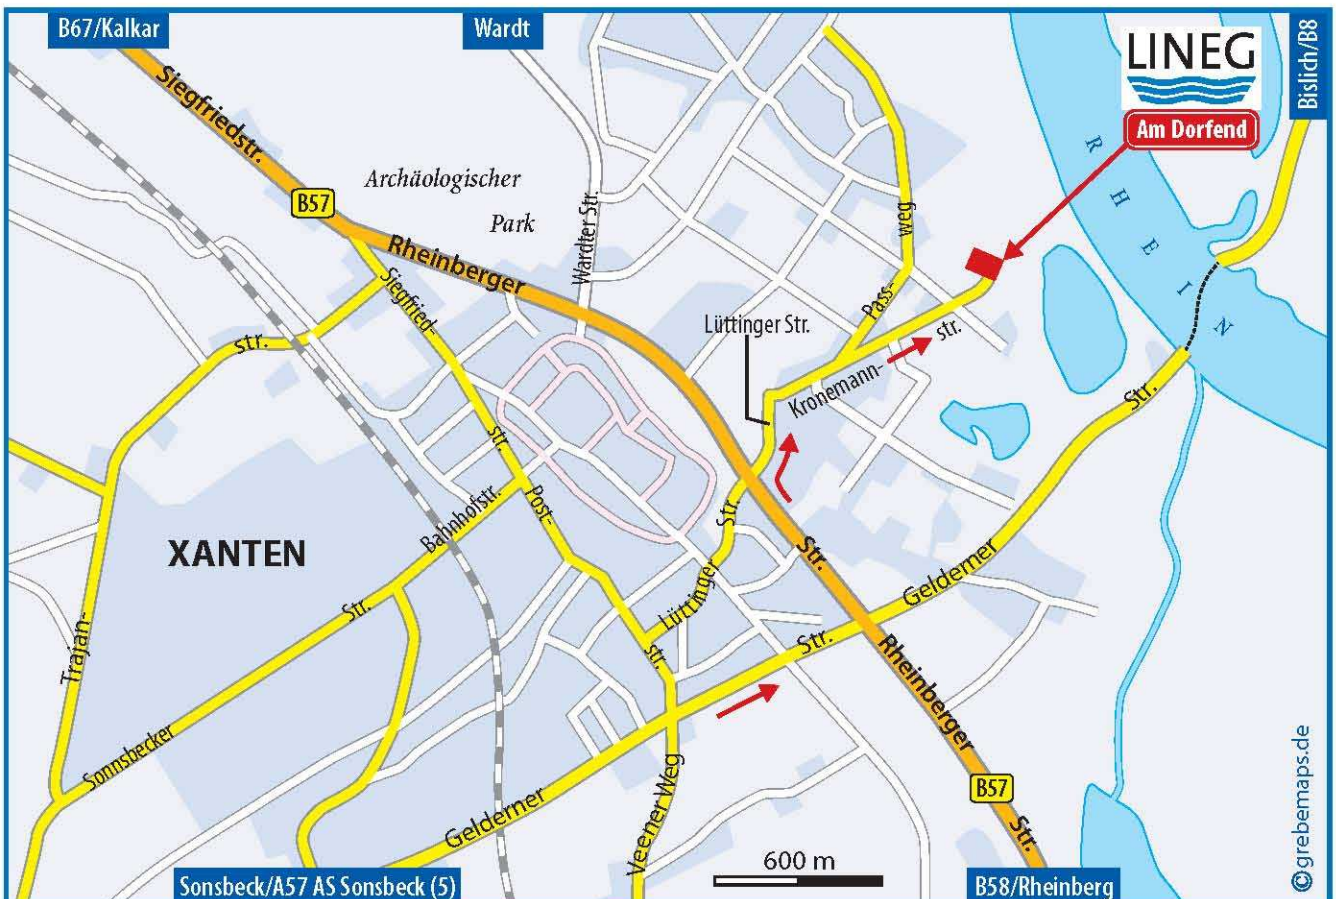 B67/Kalkar
Wardt
LINEG
Am Dorfend
Bislich/B8
Siegfriedstr.
B57
Archäologischer
Park
Wardter Str.
Rheinberger
Siegfried-
str.
str.
weg
Pass-
RHEIN
Lüttinger Str.
Kronemann-
str.
Str.
Bahnhofstr.
Post-
XANTEN
Str.
Lüttinger
Str.
Str.
Gelderner
Trajan-
str.
Str.
Rheinberger
Sonnsbecker
Gelderner
Veener Weg
B57
Str.
600 m
Sonsbeck/A57 AS Sonsbeck (5)
B58/Rheinberg
©grebemaps.de